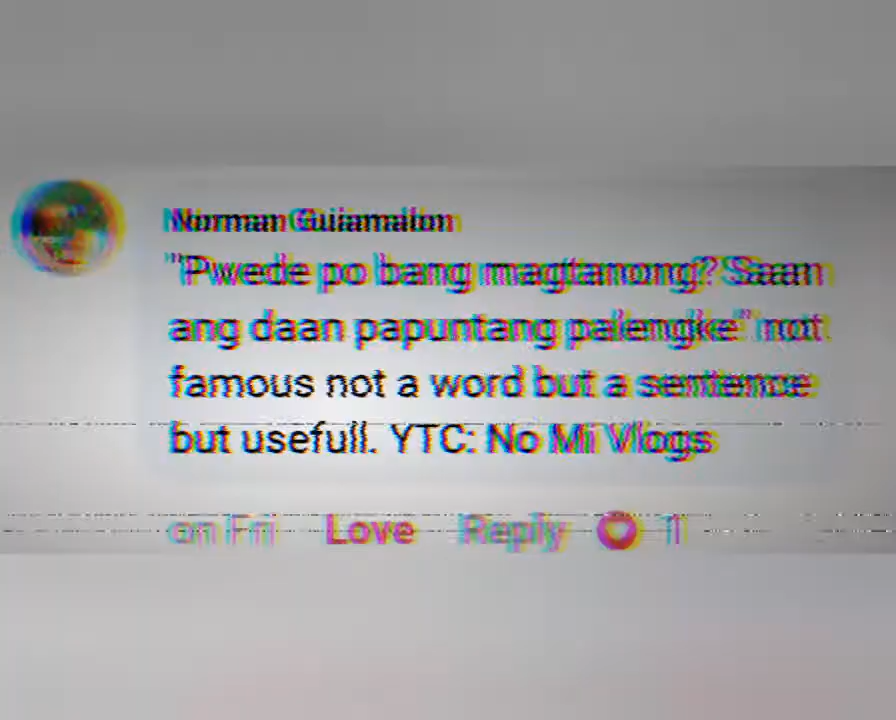 Norman Guiamalon
"Pwede po bang magtanong? Saan
ang daan papuntang palengke" not
famous not a word but a sentence
but usefull. YTC: No Mi Vlogs
on Fri Love Reply 1